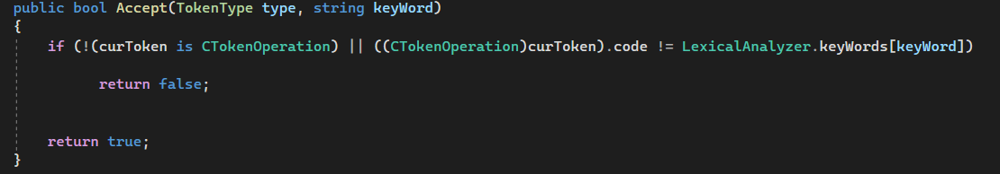 public bool Accept(TokenType type, string keyWord)
{
if (!(curToken is CTokenOperation) || ((CTokenOperation)curToken).code != LexicalAnalyzer.keyWords[keyWord])
return false;
return true;
}